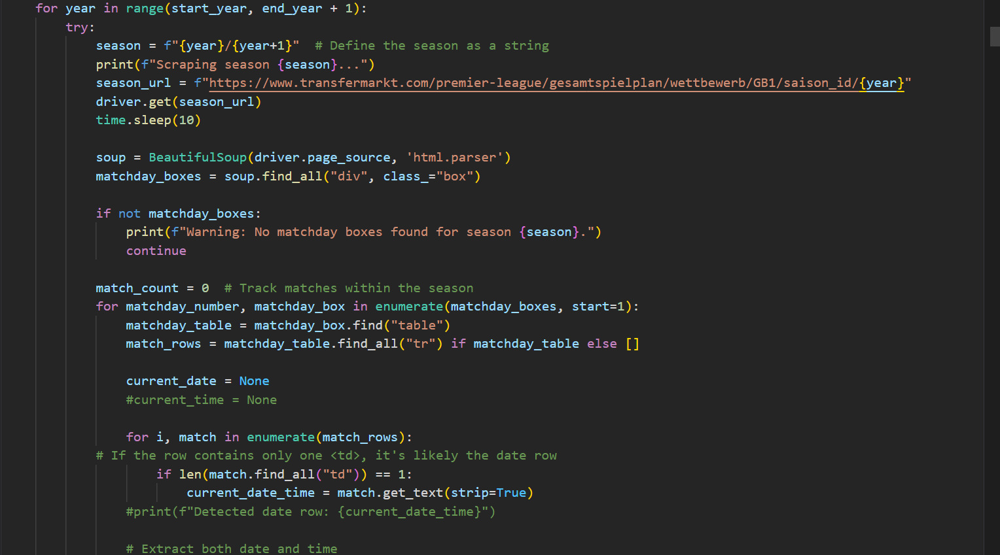 for year in range(start_year, end_year + 1):
try:
season = f"{year}/{year+1}"  # Define the season as a string
print(f"Scraping season {season}...")
season_url = f"https://www.transfermarkt.com/premier-league/gesamtspielplan/wettbewerb/GB1/saison_id/{year}"
driver.get(season_url)
time.sleep(10)
soup = BeautifulSoup(driver.page_source, 'html.parser')
matchday_boxes = soup.find_all("div", class_="box")
if not matchday_boxes:
print(f"Warning: No matchday boxes found for season {season}.")
continue
match_count = 0  # Track matches within the season
for matchday_number, matchday_box in enumerate(matchday_boxes, start=1):
matchday_table = matchday_box.find("table")
match_rows = matchday_table.find_all("tr") if matchday_table else []
current_date = None
#current_time = None
for i, match in enumerate(match_rows):
# If the row contains only one <td>, it's likely the date row
if len(match.find_all("td")) == 1:
current_date_time = match.get_text(strip=True)
#print(f"Detected date row: {current_date_time}")
# Extract both date and time